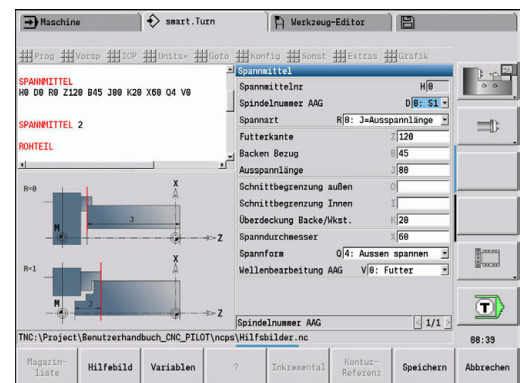 Maschine
smart.Turn
Werkzeug-Editor
Prog Vorsp ICP Units» Goto Konfig Sonst Extras Grafik
SPANNMITTEL
H0 D0 R0 Z120 B45 J80 K20 X60 Q4 V0
SPANNMITTEL 2
ROHTEIL
Spannmittel
Spannmittelnr H 0
Spindelnummer AAG D 0: S1
Spannart R 0: J=Ausspannlänge
Futterkante Z 120
Backen Bezug B 45
Ausspannlänge J 80
Schnittbegrenzung außen O
Schnittbegrenzung Innen I
Überdeckung Backe/Wkst. K 20
Spanndurchmesser X 60
Spannform Q 4: Aussen spannen
Wellenbearbeitung AAG V 0: Futter
R=0
X
J
M
Z
R=1
X
M
J
Z
Spindelnummer AAG 1/1
TNC:\Project\Benutzerhandbuch_CNC_PILOT\ncps\Hilfsbilder.nc
T
08:39
Magazin-liste
Hilfebild
Variablen
?
Inkremental
Kontur-Referenz
Speichern
Abbrechen